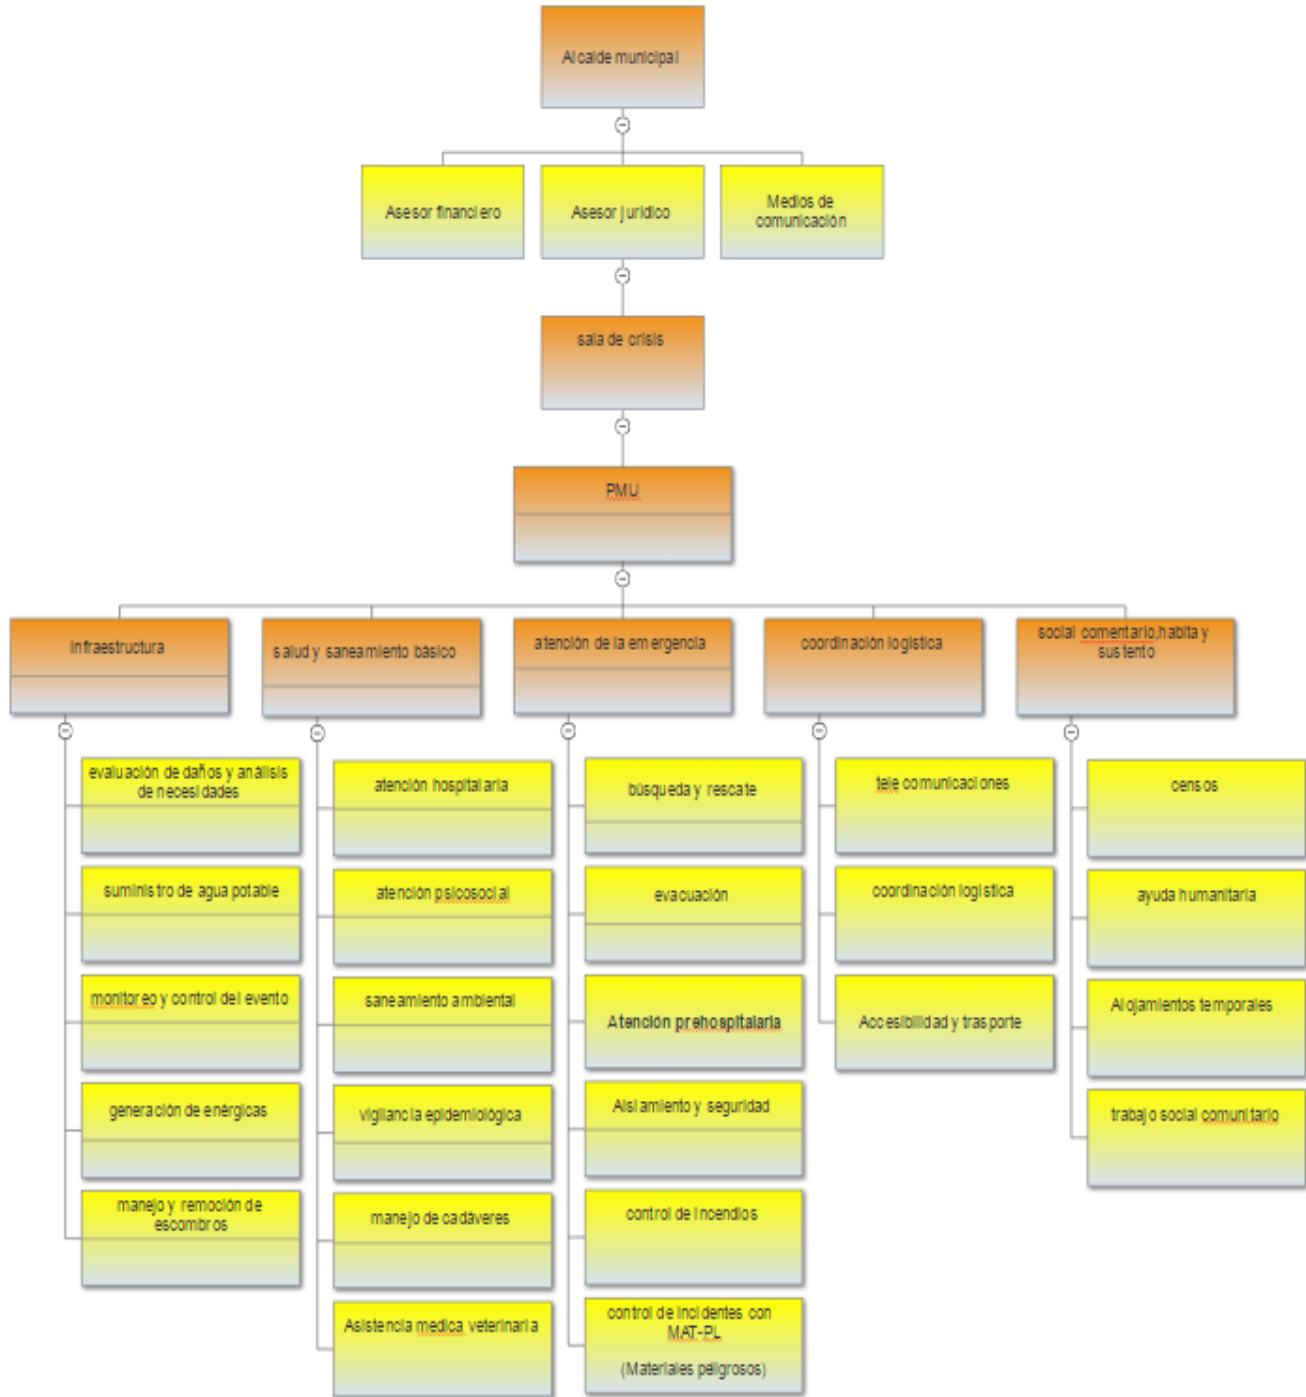 Alcalde municipal
Asesor financiero
Asesor jurídico
Medios de
comunicación
sala de crisis
PMU
Infraestructura
salud y saneamiento básico
atención de la emergencia
coordinación logística
social comentario,habita y
sustento
evaluación de daños y análisis
de necesidades
suministro de agua potable
monitoreo y control del evento
generación de enérgicas
manejo y remoción de
escombros
atención hospitalaria
atención psicosocial
saneamiento ambiental
vigilancia epidemiológica
manejo de cadáveres
Asistencia medica veterinaria
búsqueda y rescate
evacuación
Atención prehospitalaria
Aislamiento y seguridad
control de incendios
control de incidentes con
MAT-PL
(Materiales peligrosos)
tele comunicaciones
coordinación logística
Accesibilidad y trasporte
censos
ayuda humanitaria
Alojamientos temporales
trabajo social comunitario